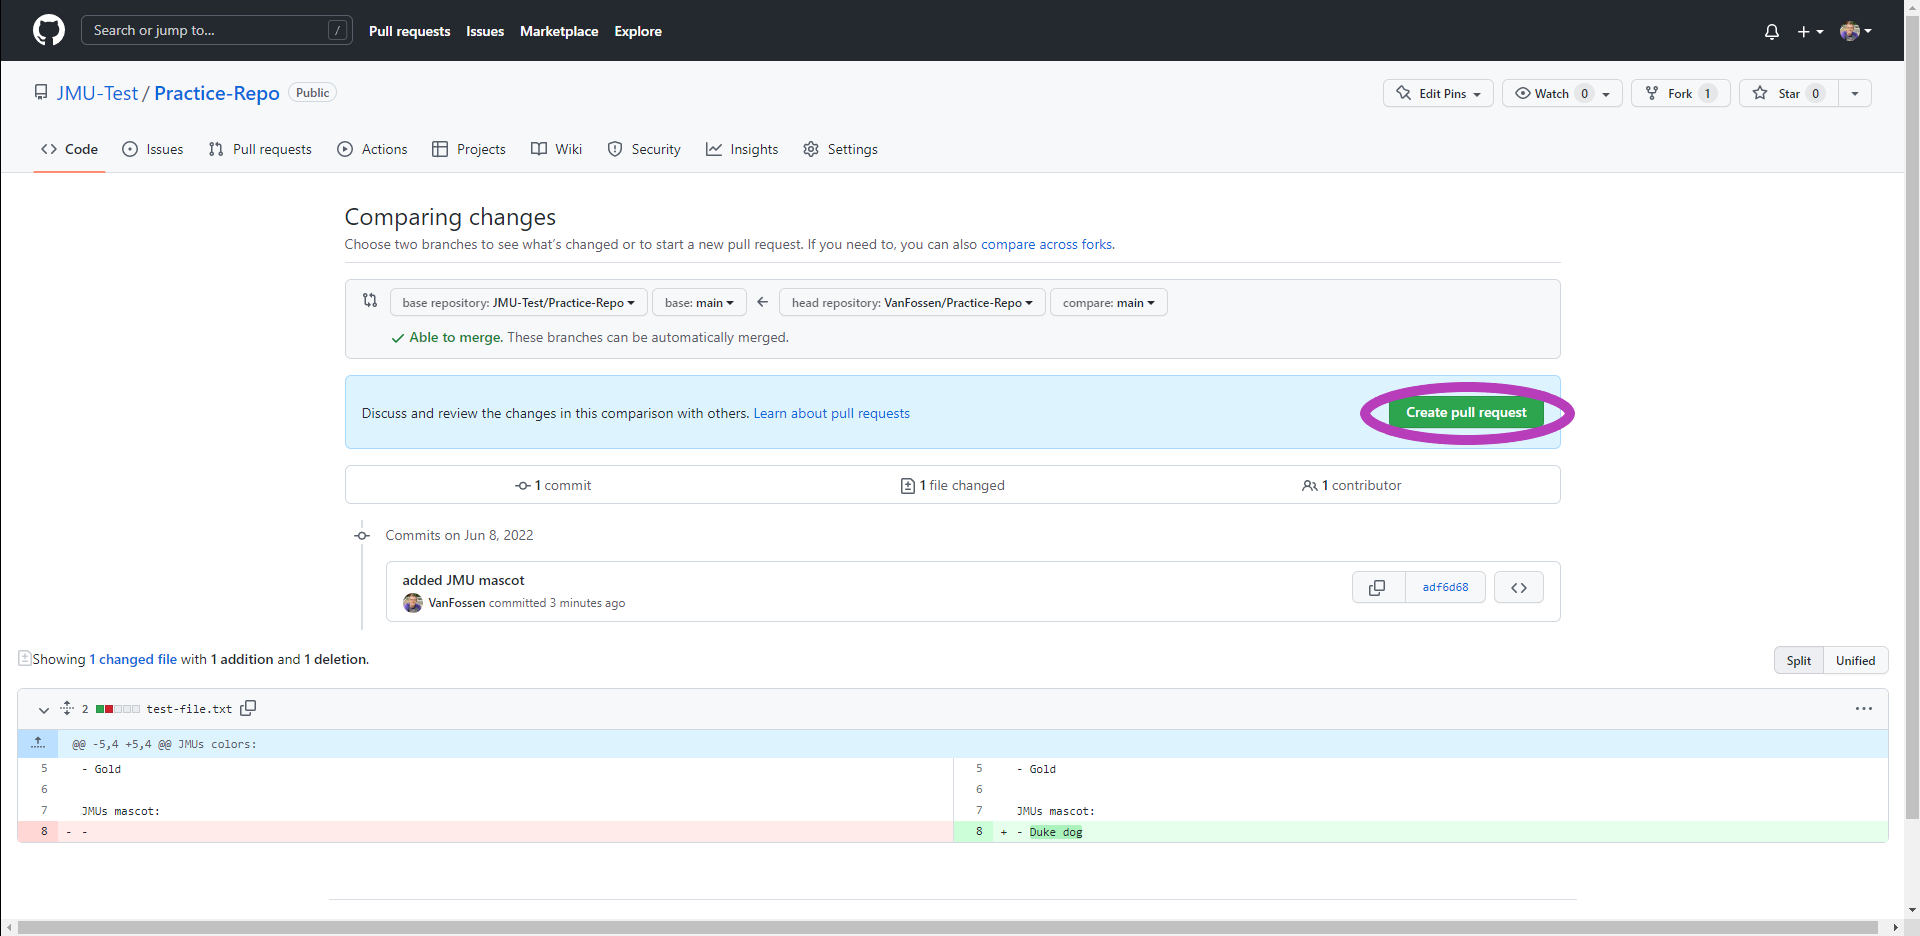 Search or jump to... / Pull requests Issues Marketplace Explore
JMU-Test / Practice-Repo Public Edit Pins Watch 0 Fork 1 Star 0
Code Issues Pull requests Actions Projects Wiki Security Insights Settings
Comparing changes
Choose two branches to see what's changed or to start a new pull request. If you need to, you can also compare across forks.
base repository: JMU-Test/Practice-Repo base: main head repository: VanFossen/Practice-Repo compare: main
Able to merge. These branches can be automatically merged.
Discuss and review the changes in this comparison with others. Learn about pull requests Create pull request
1 commit 1 file changed 1 contributor
Commits on Jun 8, 2022
added JMU mascot
VanFossen committed 3 minutes ago adf6d68
Showing 1 changed file with 1 addition and 1 deletion. Split Unified
2 test-file.txt
@@ -5,4 +5,4 @@ JMUs colors:
5 - Gold 5 - Gold
6 6
7 JMUs mascot: 7 JMUs mascot:
8 - - 8 + - Duke dog